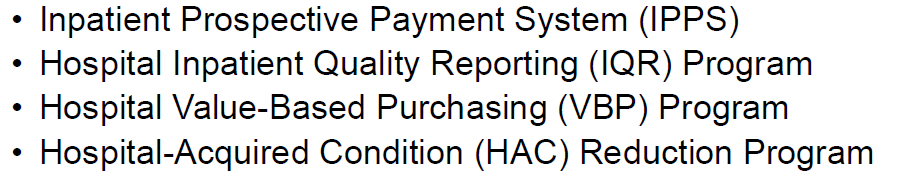 • Inpatient Prospective Payment System (IPPS)
• Hospital Inpatient Quality Reporting (IQR) Program
• Hospital Value-Based Purchasing (VBP) Program
• Hospital-Acquired Condition (HAC) Reduction Program